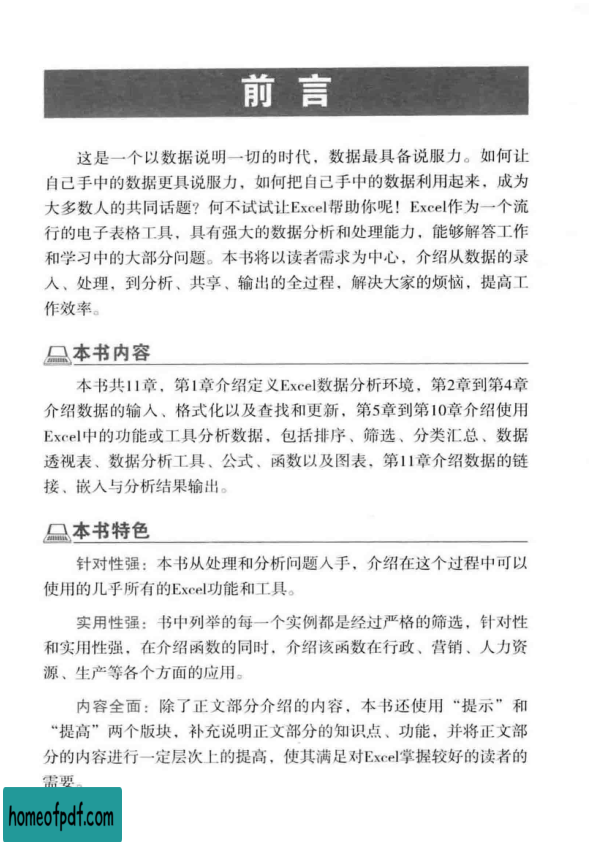 前言
这是一个以数据说明一切的时代，数据最具备说服力。如何让
自己手中的数据更具说服力，如何把自己手中的数据利用起来，成为
大多数人的共同话题？何不试试让Excel帮助你呢！Excel作为一个流
行的电子表格工具，具有强大的数据分析和处理能力，能够解答工作
和学习中的大部分问题。本书将以读者需求为中心，介绍从数据的录
入、处理，到分析、共享、输出的全过程，解决大家的烦恼，提高工
作效率。
本书内容
本书共11章，第1章介绍定义Excel数据分析环境，第2章到第4章
介绍数据的输入、格式化以及查找和更新，第5章到第10章介绍使用
Excel中的功能或工具分析数据，包括排序、筛选、分类汇总、数据
透视表、数据分析工具、公式、函数以及图表，第11章介绍数据的链
接、嵌入与分析结果输出。
本书特色
针对性强：本书从处理和分析问题入手，介绍在这个过程中可以
使用的几乎所有的Excel功能和工具。
实用性强：书中列举的每一个实例都是经过严格的筛选，针对性
和实用性强，在介绍函数的同时，介绍该函数在行政、营销、人力资
源、生产等各个方面的应用。
内容全面：除了正文部分介绍的内容，本书还使用“提示”和
“提高”两个版块，补充说明正文部分的知识点、功能，并将正文部
分的内容进行一定层次上的提高，使其满足对Excel掌握较好的读者的
需要。
homeofpdf.com